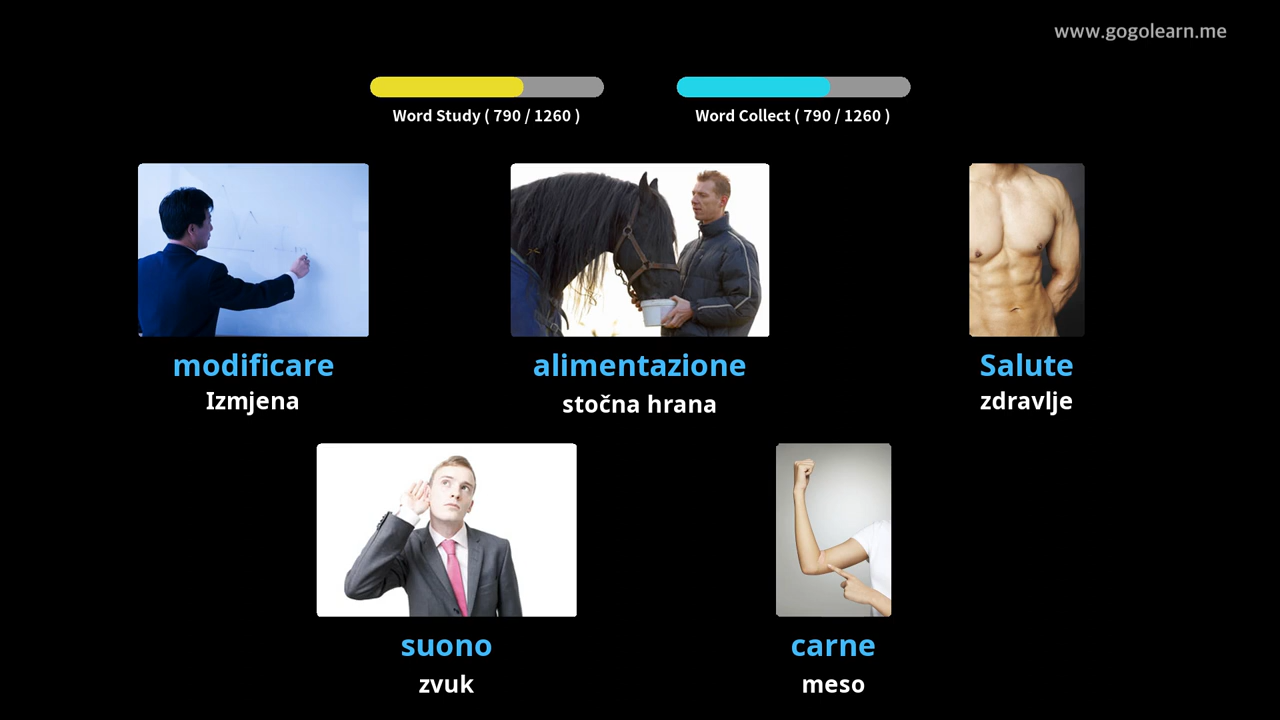 www.gogolearn.me
Word Study ( 790 / 1260 )
Word Collect ( 790 / 1260 )
modificare
Izmjena
alimentazione
stočna hrana
Salute
zdravlje
suono
zvuk
carne
meso